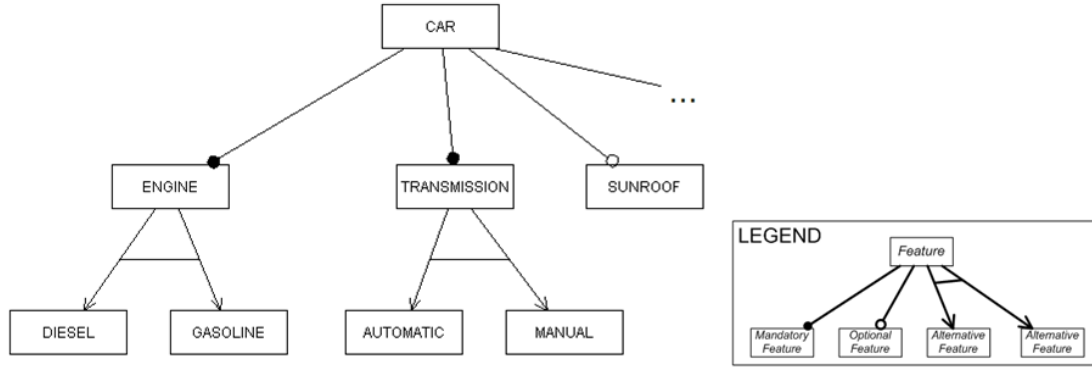 CAR
...
ENGINE
TRANSMISSION
SUNROOF
DIESEL
GASOLINE
AUTOMATIC
MANUAL
LEGEND
Feature
Mandatory
Feature
Optional
Feature
Alternative
Feature
Alternative
Feature